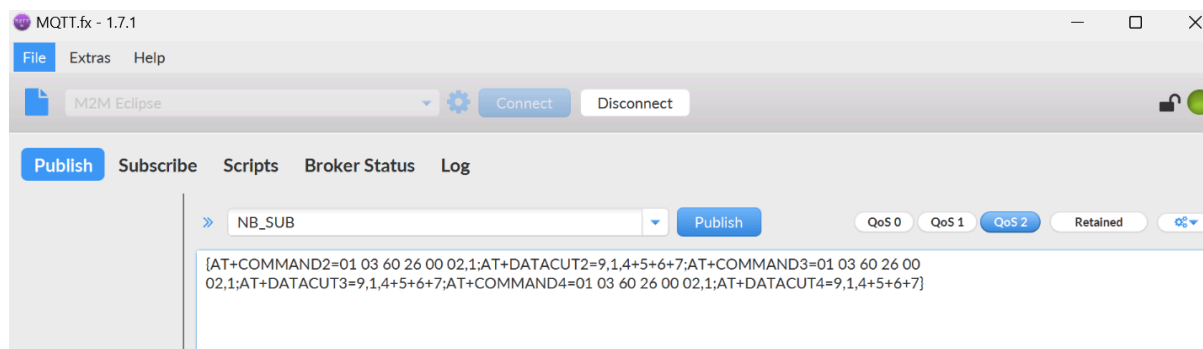 MQTT.fx - 1.7.1
File Extras Help
M2M Eclipse Connect Disconnect
Publish Subscribe Scripts Broker Status Log
» NB_SUB Publish QoS 0 QoS 1 QoS 2 Retained
{AT+COMMAND2=01 03 60 26 00 02,1;AT+DATACUT2=9,1,4+5+6+7;AT+COMMAND3=01 03 60 26 00
02,1;AT+DATACUT3=9,1,4+5+6+7;AT+COMMAND4=01 03 60 26 00 02,1;AT+DATACUT4=9,1,4+5+6+7}